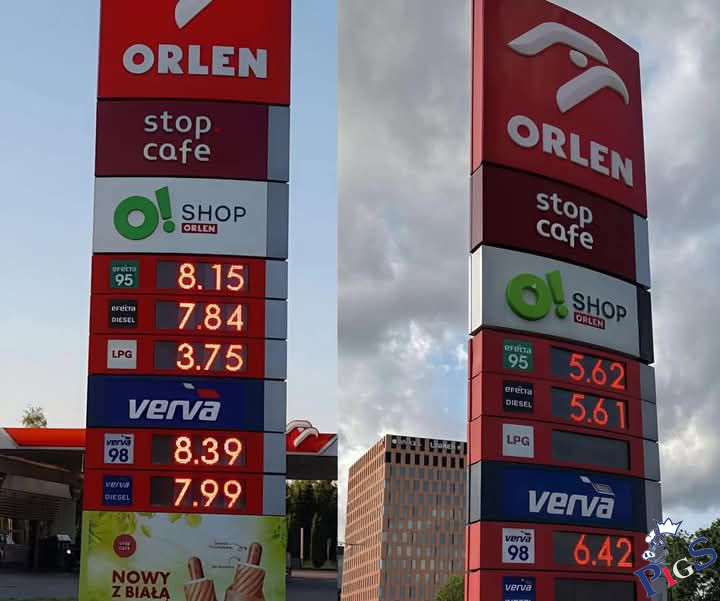 ORLEN
stop
cafe
O! SHOP
ORLEN
efecta
95
8.15
efecta
DIESEL
7.84
LPG
3.75
verva
verva
98
8.39
verva
DIESEL
7.99
stop
cafe
NOWY
Z BIAŁĄ
ORLEN
stop
cafe
O! SHOP
ORLEN
efecta
95
5.62
efecta
DIESEL
5.61
LPG
verva
verva
98
6.42
verva
PIGS